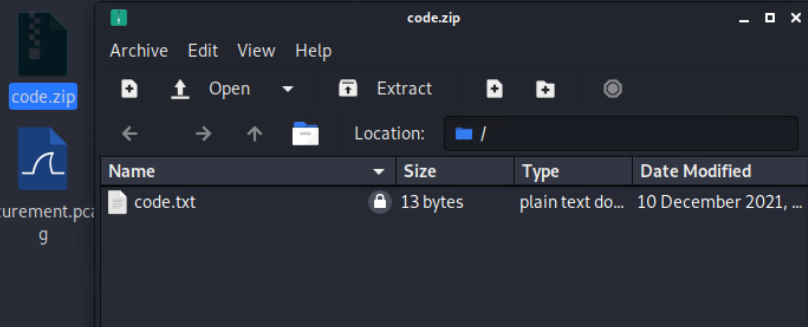 code.zip
Archive Edit View Help
Open Extract
Location: /
Name Size Type Date Modified
code.txt 13 bytes plain text do... 10 December 2021, ...
code.zip
curement.pca
g